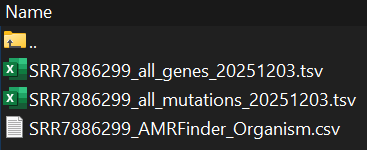 Name
..
SRR7886299_all_genes_20251203.tsv
SRR7886299_all_mutations_20251203.tsv
SRR7886299_AMRFinder_Organism.csv